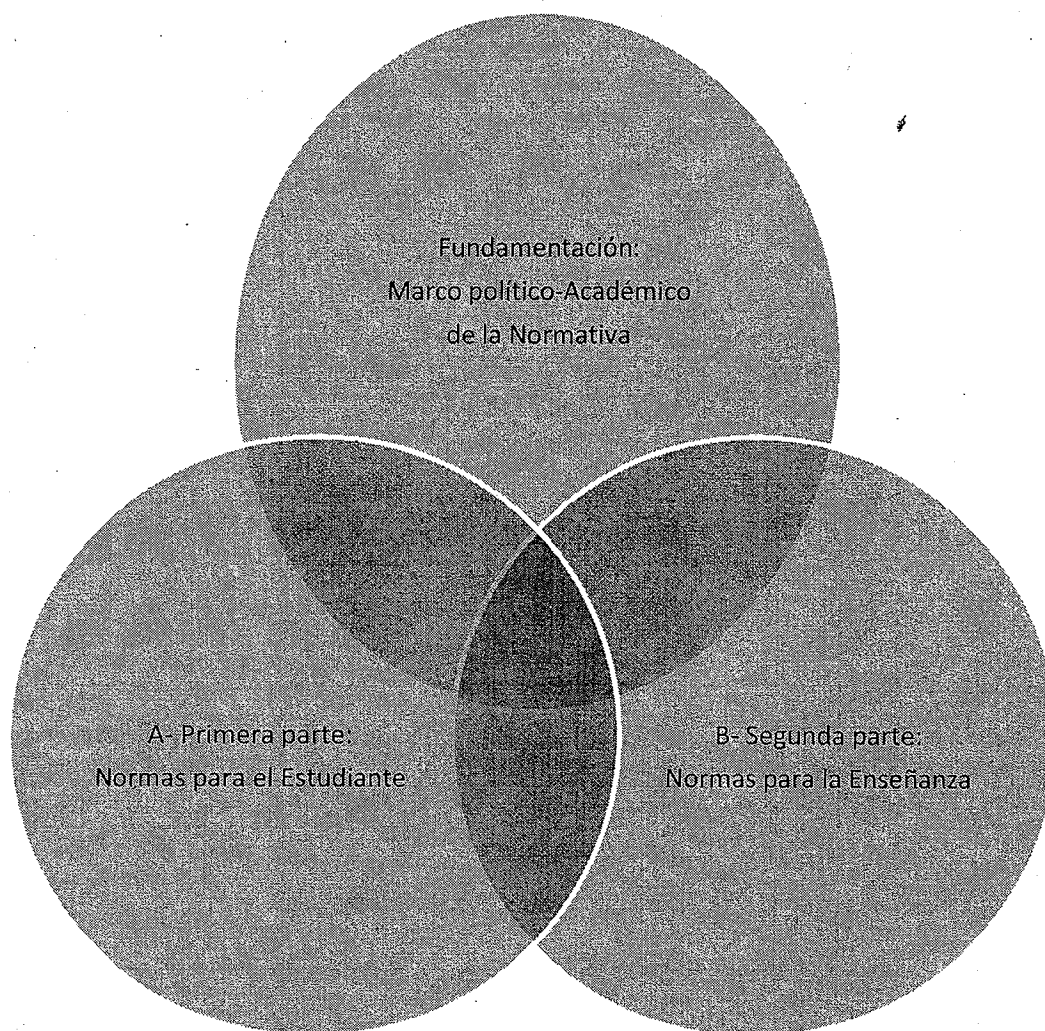 Fundamentación:
Marco político-Académico
de la Normativa
A- Primera parte:
Normas para el Estudiante
B- Segunda parte:
Normas para la Enseñanza